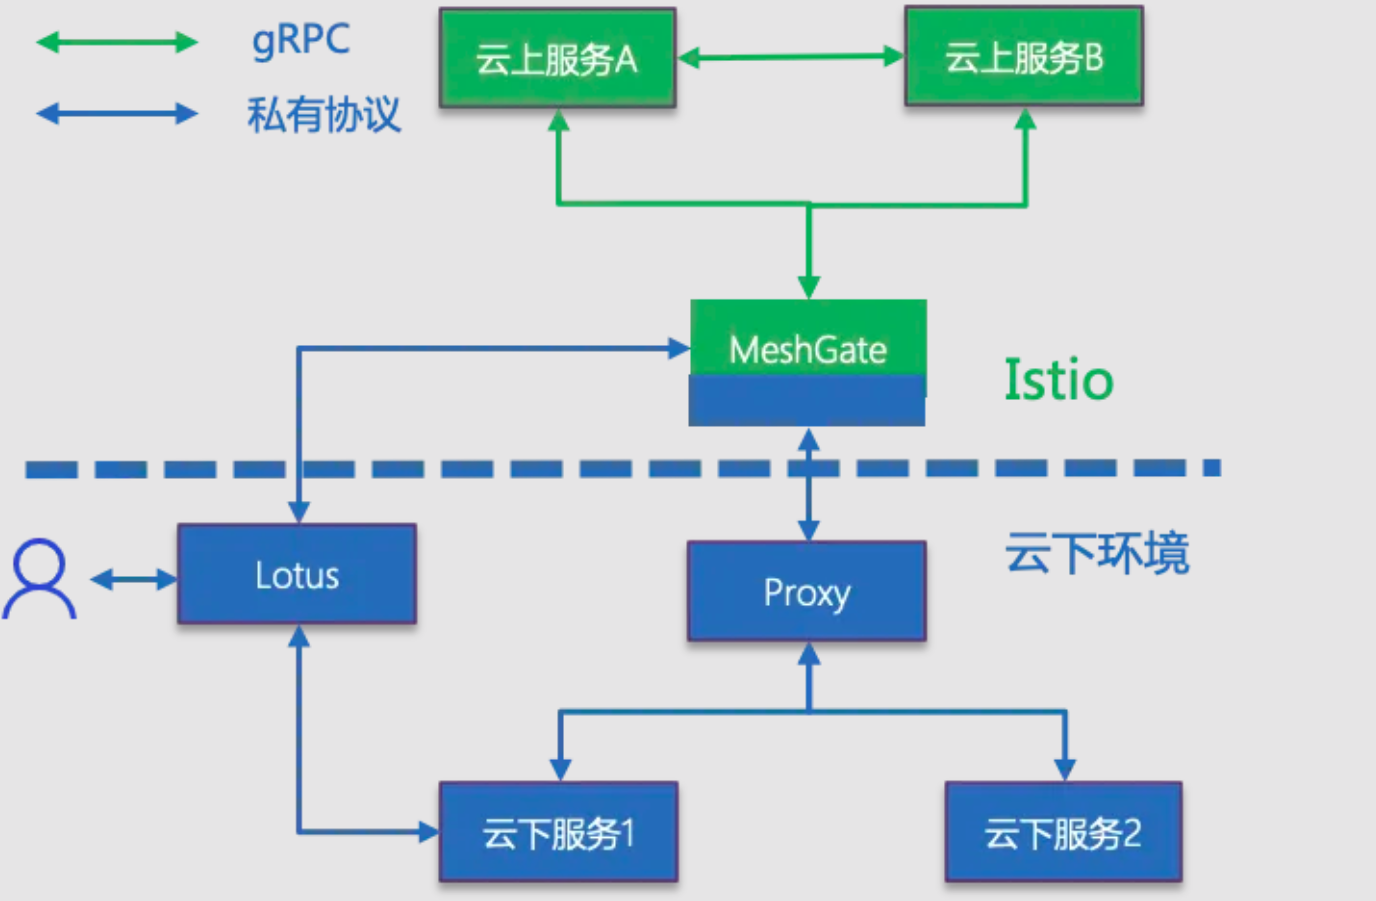 gRPC
私有协议
云上服务A
云上服务B
MeshGate
Istio
云下环境
Lotus
Proxy
云下服务1
云下服务2